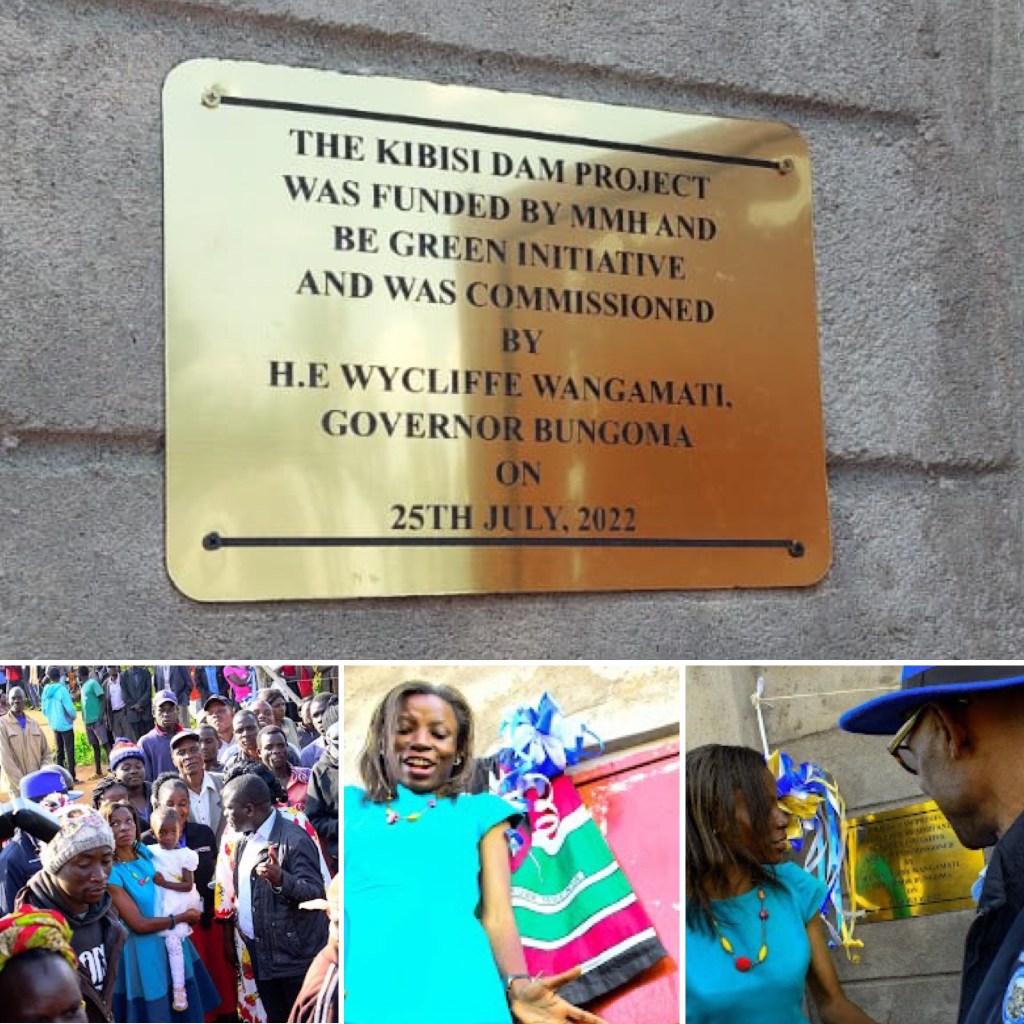 THE KIBISI DAM PROJECT
WAS FUNDED BY MMH AND
BE GREEN INITIATIVE
AND WAS COMMISSIONED
BY
H.E WYCLIFFE WANGAMATI,
GOVERNOR BUNGOMA
ON
25TH JULY, 2022